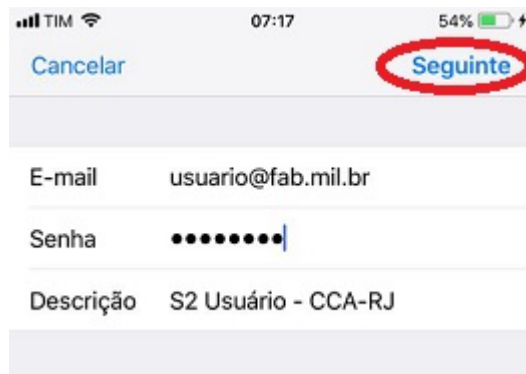 TIM 07:17 54%
Cancelar Seguinte
E-mail usuario@fab.mil.br
Senha ••••••••
Descrição S2 Usuário - CCA-RJ